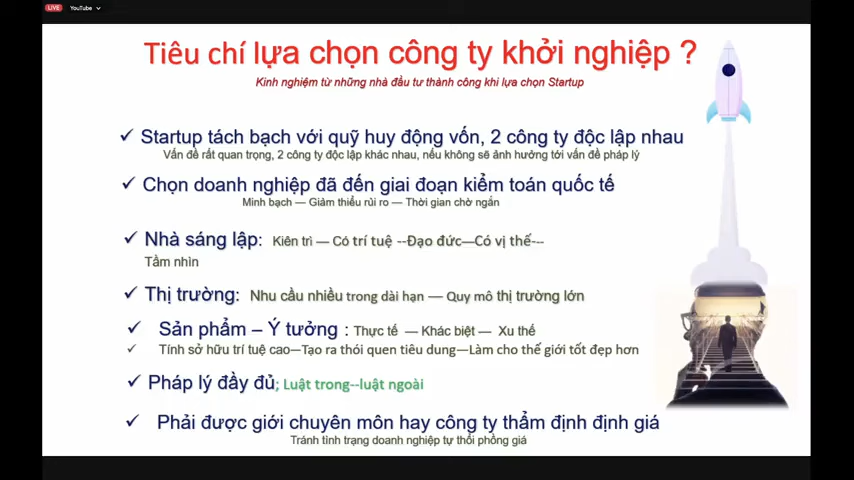 LIVE YouTube
Tiêu chí lựa chọn công ty khởi nghiệp ?
Kinh nghiệm từ những nhà đầu tư thành công khi lựa chọn Startup
✓ Startup tách bạch với quỹ huy động vốn, 2 công ty độc lập nhau
Vấn đề rất quan trọng, 2 công ty độc lập khác nhau, nếu không sẽ ảnh hưởng tới vấn đề pháp lý
✓ Chọn doanh nghiệp đã đến giai đoạn kiểm toán quốc tế
Minh bạch — Giảm thiểu rủi ro — Thời gian chờ ngắn
✓ Nhà sáng lập: Kiên trì — Có trí tuệ --Đạo đức—Có vị thế---
Tầm nhìn
✓ Thị trường: Nhu cầu nhiều trong dài hạn — Quy mô thị trường lớn
✓ Sản phẩm – Ý tưởng : Thực tế — Khác biệt — Xu thế
✓ Tính sở hữu trí tuệ cao—Tạo ra thói quen tiêu dung—Làm cho thế giới tốt đẹp hơn
✓ Pháp lý đầy đủ; Luật trong--luật ngoài
✓ Phải được giới chuyên môn hay công ty thẩm định định giá
Tránh tình trạng doanh nghiệp tự thổi phồng giá